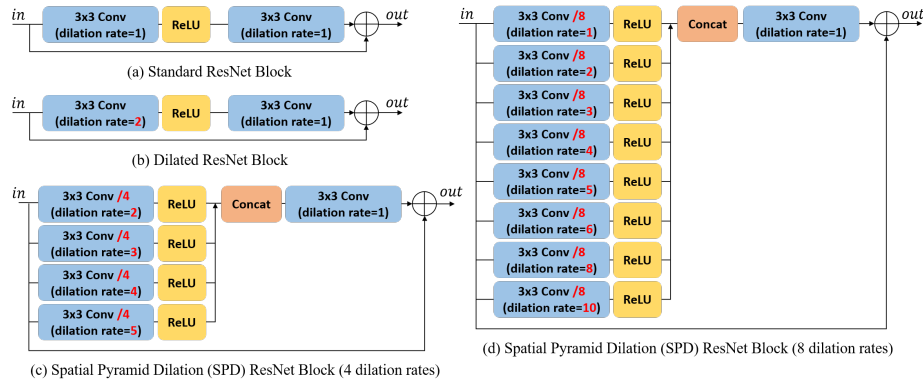 in
3x3 Conv
(dilation rate=1)
ReLU
3x3 Conv
(dilation rate=1)
out
(a) Standard ResNet Block
in
3x3 Conv
(dilation rate=2)
ReLU
3x3 Conv
(dilation rate=1)
out
(b) Dilated ResNet Block
in
3x3 Conv /4
(dilation rate=2)
ReLU
Concat
3x3 Conv
(dilation rate=1)
out
3x3 Conv /4
(dilation rate=3)
ReLU
3x3 Conv /4
(dilation rate=4)
ReLU
3x3 Conv /4
(dilation rate=5)
ReLU
(c) Spatial Pyramid Dilation (SPD) ResNet Block (4 dilation rates)
in
3x3 Conv /8
(dilation rate=1)
ReLU
Concat
3x3 Conv
(dilation rate=1)
out
3x3 Conv /8
(dilation rate=2)
ReLU
3x3 Conv /8
(dilation rate=3)
ReLU
3x3 Conv /8
(dilation rate=4)
ReLU
3x3 Conv /8
(dilation rate=5)
ReLU
3x3 Conv /8
(dilation rate=6)
ReLU
3x3 Conv /8
(dilation rate=8)
ReLU
3x3 Conv /8
(dilation rate=10)
ReLU
(d) Spatial Pyramid Dilation (SPD) ResNet Block (8 dilation rates)